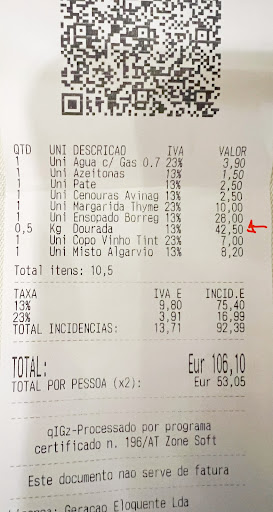 QTD UNI DESCRICAO IVA VALOR
1 Uni Agua c/ Gas 0.7 23% 3,90
1 Uni Azeitonas 13% 1,50
1 Uni Pate 13% 2,50
1 Uni Cenouras Avinag 13% 2,50
1 Uni Margarida Thyme 23% 10,00
1 Uni Ensopado Borreg 13% 28,00
0,5 Kg Dourada 13% 42,50
1 Uni Copo Vinho Tint 23% 7,00
1 Uni Misto Algarvio 13% 8,20
Total itens: 10,5
TAXA IVA E INCID.E
13% 9,80 75,40
23% 3,91 16,99
TOTAL INCIDENCIAS: 13,71 92,39
TOTAL: Eur 106,10
TOTAL POR PESSOA (x2): Eur 53,05
qIGz-Processado por programa
certificado n. 196/AT Zone Soft
Este documento nao serve de fatura
Geracao Eloquente Lda